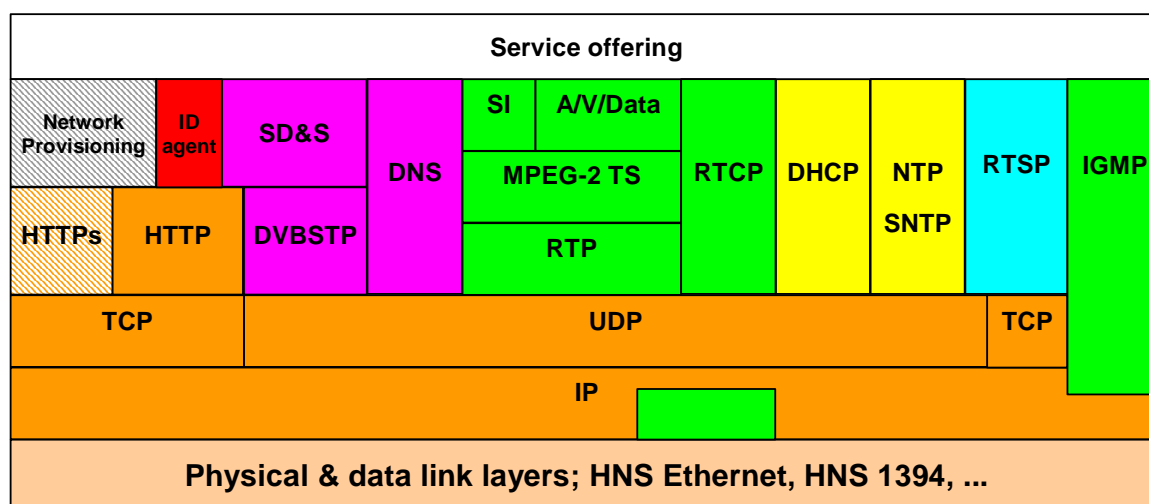 Service offering
Network
Provisioning
ID
agent
SD&S
DNS
SI
A/V/Data
MPEG-2 TS
RTP
RTCP
DHCP
NTP
SNTP
RTSP
IGMP
HTTPs
HTTP
DVBSTP
TCP
UDP
TCP
IP
Physical & data link layers; HNS Ethernet, HNS 1394, ...